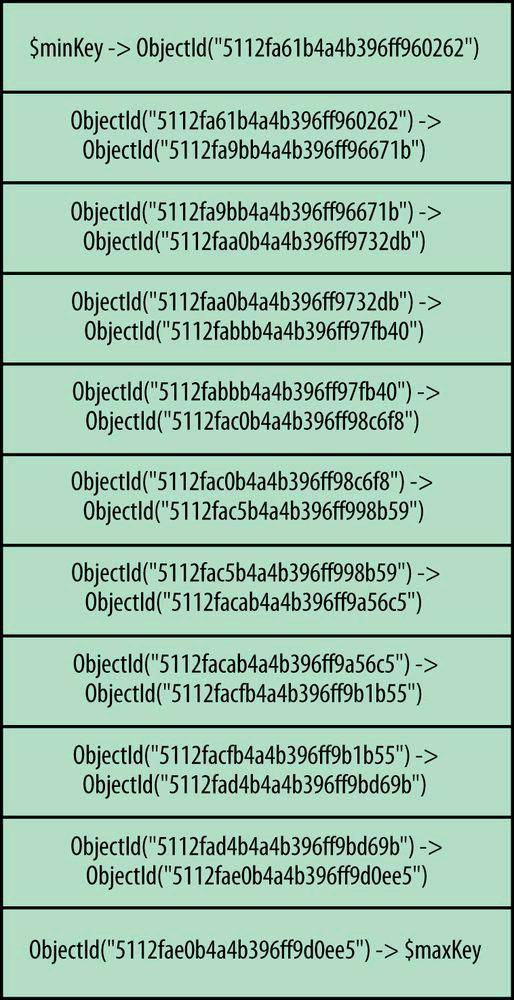 $minKey -> ObjectId("5112fa61b4a4b396ff960262")
ObjectId("5112fa61b4a4b396ff960262") ->
ObjectId("5112fa9bb4a4b396ff96671b")
ObjectId("5112fa9bb4a4b396ff96671b") ->
ObjectId("5112faa0b4a4b396ff9732db")
ObjectId("5112faa0b4a4b396ff9732db") ->
ObjectId("5112fabbb4a4b396ff97fb40")
ObjectId("5112fabbb4a4b396ff97fb40") ->
ObjectId("5112fac0b4a4b396ff98c6f8")
ObjectId("5112fac0b4a4b396ff98c6f8") ->
ObjectId("5112fac5b4a4b396ff998b59")
ObjectId("5112fac5b4a4b396ff998b59") ->
ObjectId("5112facab4a4b396ff9a56c5")
ObjectId("5112facab4a4b396ff9a56c5") ->
ObjectId("5112facfb4a4b396ff9b1b55")
ObjectId("5112facfb4a4b396ff9b1b55") ->
ObjectId("5112fad4b4a4b396ff9bd69b")
ObjectId("5112fad4b4a4b396ff9bd69b") ->
ObjectId("5112fae0b4a4b396ff9d0ee5")
ObjectId("5112fae0b4a4b396ff9d0ee5") -> $maxKey